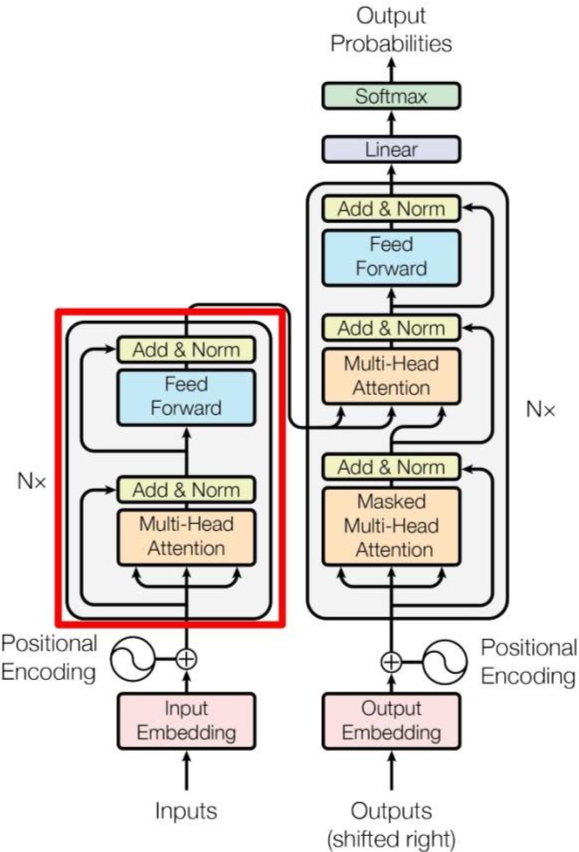 Output
Probabilities
Softmax
Linear
Add & Norm
Feed
Forward
Add & Norm
Multi-Head
Attention
Nx
Add & Norm
Masked
Multi-Head
Attention
Positional
Encoding
Output
Embedding
Outputs
(shifted right)
Add & Norm
Feed
Forward
Nx
Add & Norm
Multi-Head
Attention
Positional
Encoding
Input
Embedding
Inputs